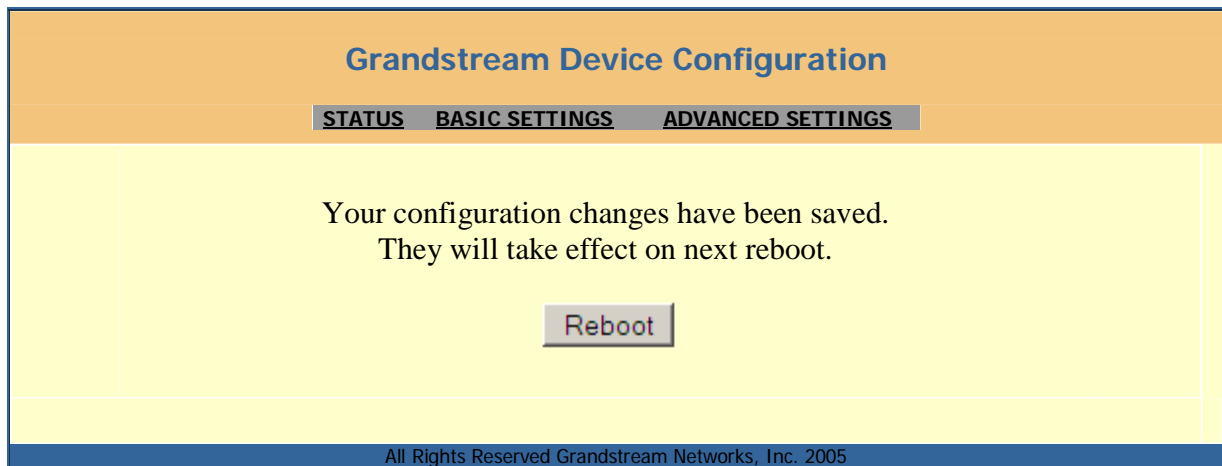 Grandstream Device Configuration
STATUS BASIC SETTINGS ADVANCED SETTINGS
Your configuration changes have been saved.
They will take effect on next reboot.
Reboot
All Rights Reserved Grandstream Networks, Inc. 2005